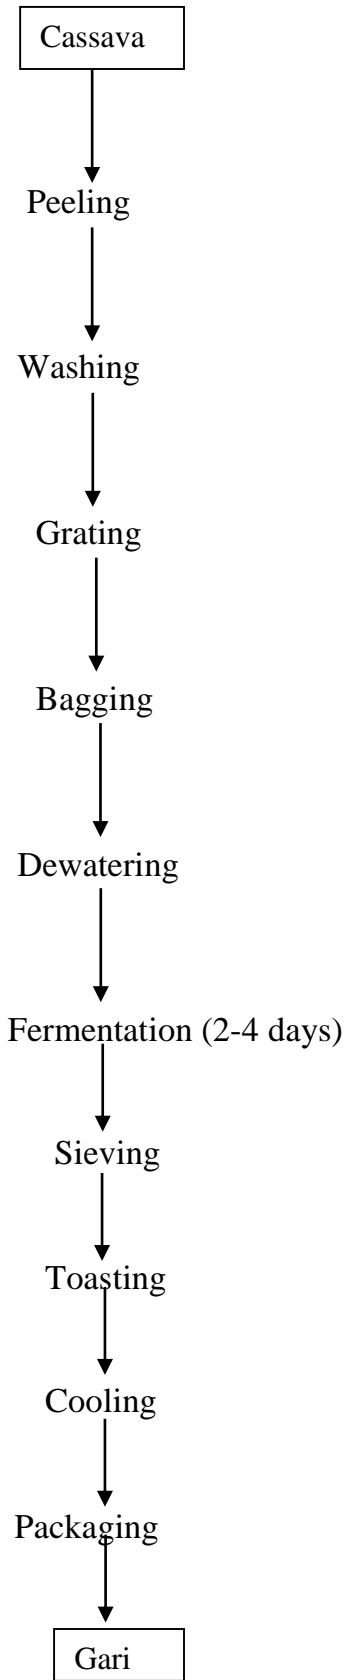 Cassava
Peeling
Washing
Grating
Bagging
Dewatering
Fermentation (2-4 days)
Sieving
Toasting
Cooling
Packaging
Gari